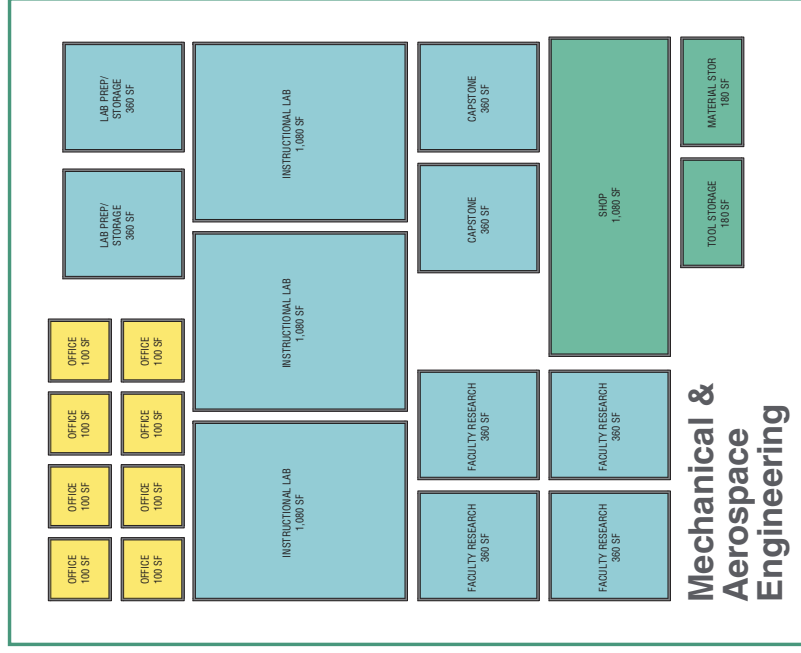 OFFICE
100 SF
OFFICE
100 SF
OFFICE
100 SF
OFFICE
100 SF
OFFICE
100 SF
OFFICE
100 SF
OFFICE
100 SF
OFFICE
100 SF
LAB PREP/
STORAGE
360 SF
LAB PREP/
STORAGE
360 SF
INSTRUCTIONAL LAB
1,080 SF
INSTRUCTIONAL LAB
1,080 SF
INSTRUCTIONAL LAB
1,080 SF
FACULTY RESEARCH
360 SF
FACULTY RESEARCH
360 SF
CAPSTONE
360 SF
CAPSTONE
360 SF
FACULTY RESEARCH
360 SF
FACULTY RESEARCH
360 SF
SHOP
1,080 SF
TOOL STORAGE
180 SF
MATERIAL STOR
180 SF
Mechanical &
Aerospace
Engineering